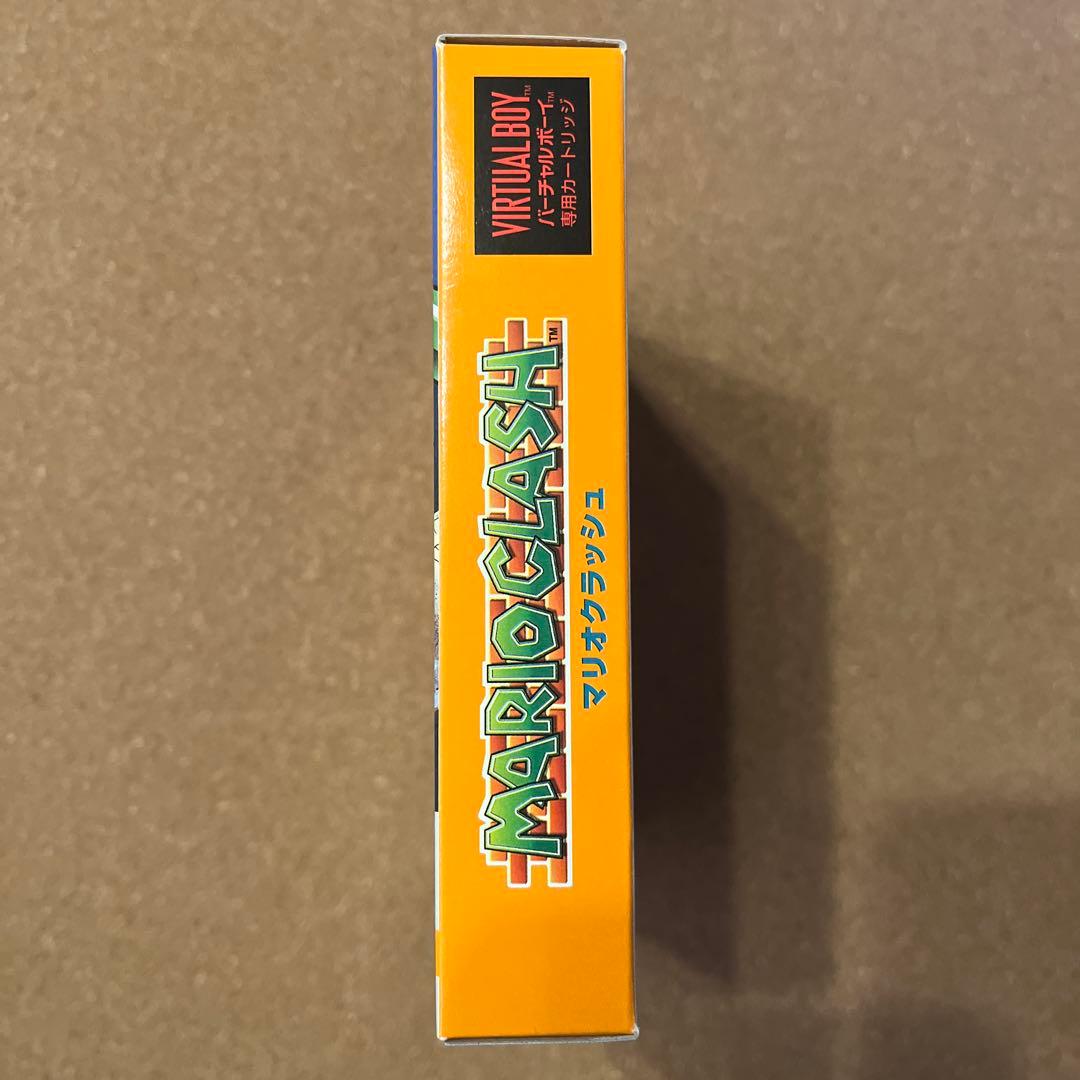 VIRTUAL BOY™
バーチャルボーイ™
専用カートリッジ
MARIO CLASH™
マリオクラッシュ